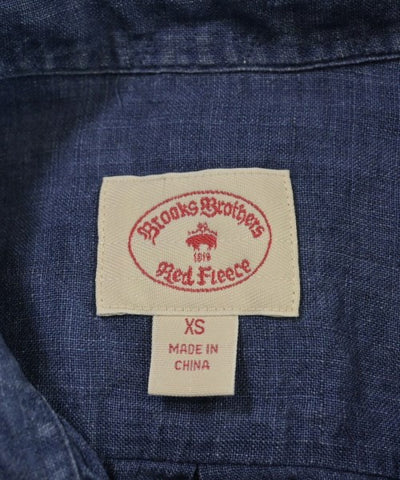 Brooks Brothers
1818
Red Fleece
XS
MADE IN
CHINA